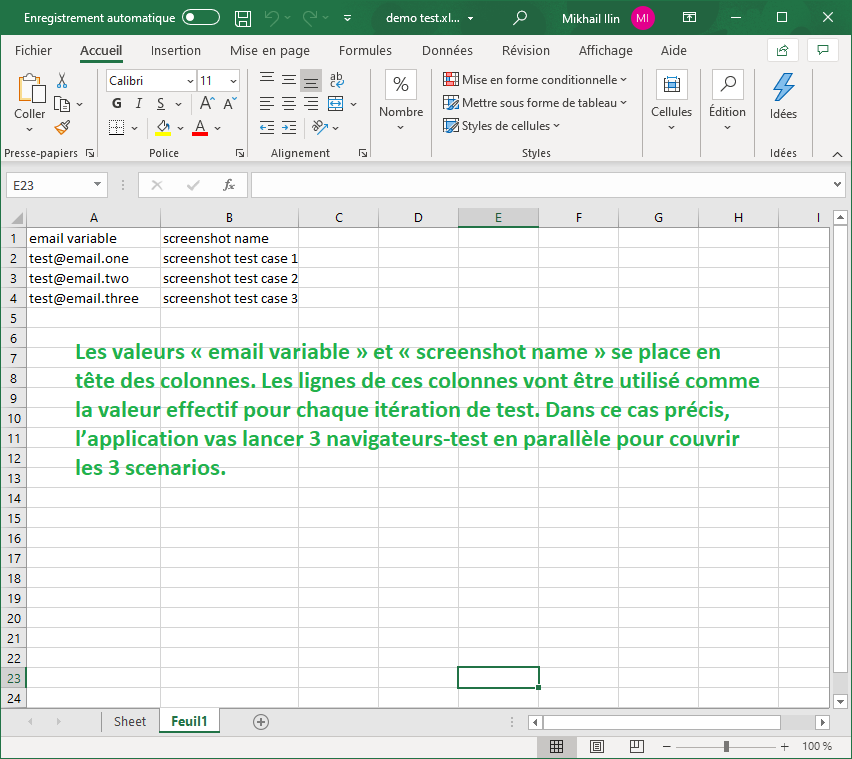 Enregistrement automatique
demo test.xl...
Mikhail Ilin
MI
Fichier Accueil Insertion Mise en page Formules Données Révision Affichage Aide
Coller
Presse-papiers
Calibri 11
G I S A A
A
Police
ab
Alignement
%
Nombre
Mise en forme conditionnelle
Mettre sous forme de tableau
Styles de cellules
Styles
Cellules
Édition
Idées
Idées
E23
fx
A B C D E F G H I
1 email variable screenshot name
2 test@email.one screenshot test case 1
3 test@email.two screenshot test case 2
4 test@email.three screenshot test case 3
5
6
7
8
9
10
11
12
13
14
15
16
17
18
19
20
21
22
23
24
Les valeurs « email variable » et « screenshot name » se place en
tête des colonnes. Les lignes de ces colonnes vont être utilisé comme
la valeur effectif pour chaque itération de test. Dans ce cas précis,
l’application vas lancer 3 navigateurs-test en parallèle pour couvrir
les 3 scenarios.
Sheet Feuil1
100 %